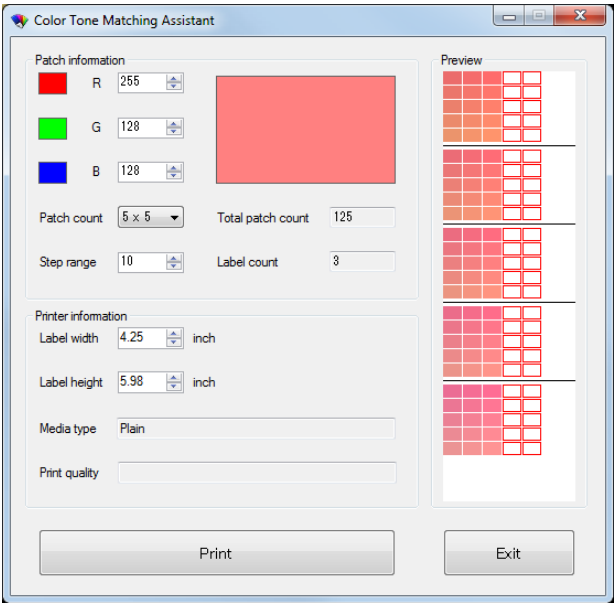 Color Tone Matching Assistant
Patch information
R 255
G 128
B 128
Patch count 5 x 5 Total patch count 125
Step range 10 Label count 3
Printer information
Label width 4.25 inch
Label height 5.98 inch
Media type Plain
Print quality
Preview
Print
Exit